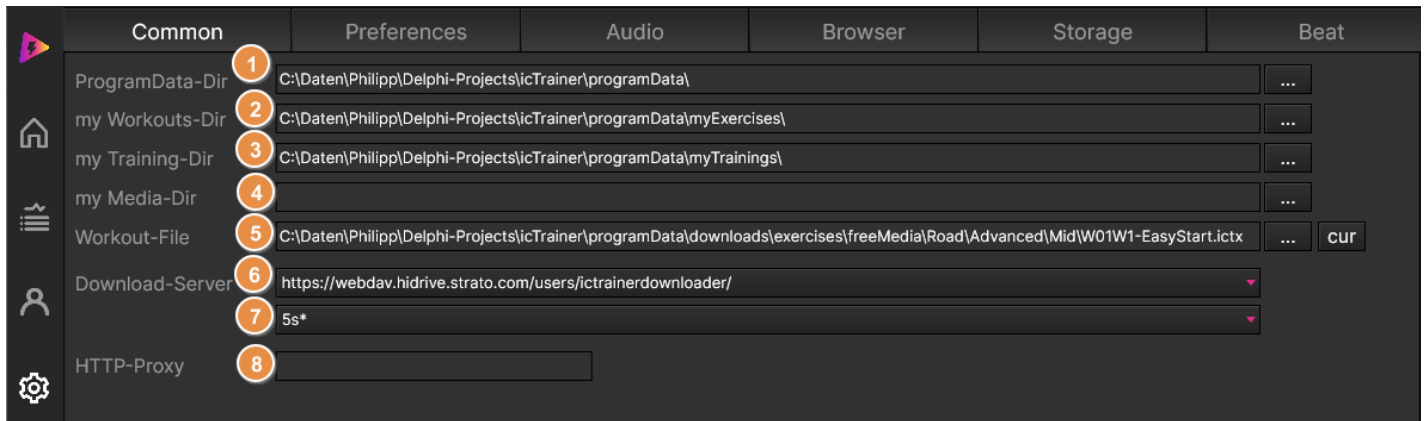 Common Preferences Audio Browser Storage Beat
1
ProgramData-Dir C:\Daten\Philipp\Delphi-Projects\icTrainer\programData\ ...
2
my Workouts-Dir C:\Daten\Philipp\Delphi-Projects\icTrainer\programData\myExercises\ ...
3
my Training-Dir C:\Daten\Philipp\Delphi-Projects\icTrainer\programData\myTrainings\ ...
4
my Media-Dir ...
5
Workout-File C:\Daten\Philipp\Delphi-Projects\icTrainer\programData\downloads\exercises\freeMedia\Road\Advanced\Mid\W01W1-EasyStart.ictx ... cur
6
Download-Server https://webdav.hidrive.strato.com/users/ictrainerdownloader/
7
5s*
8
HTTP-Proxy